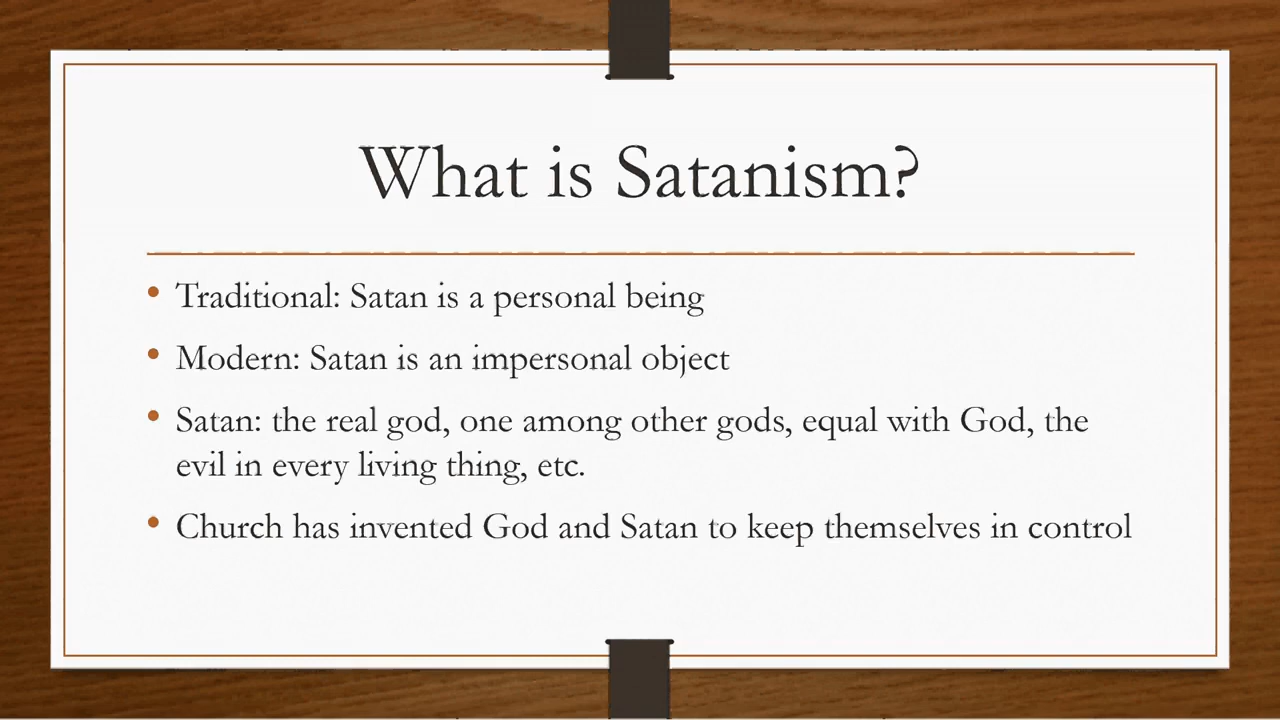 What is Satanism?
• Traditional: Satan is a personal being
• Modern: Satan is an impersonal object
• Satan: the real god, one among other gods, equal with God, the
evil in every living thing, etc.
• Church has invented God and Satan to keep themselves in control